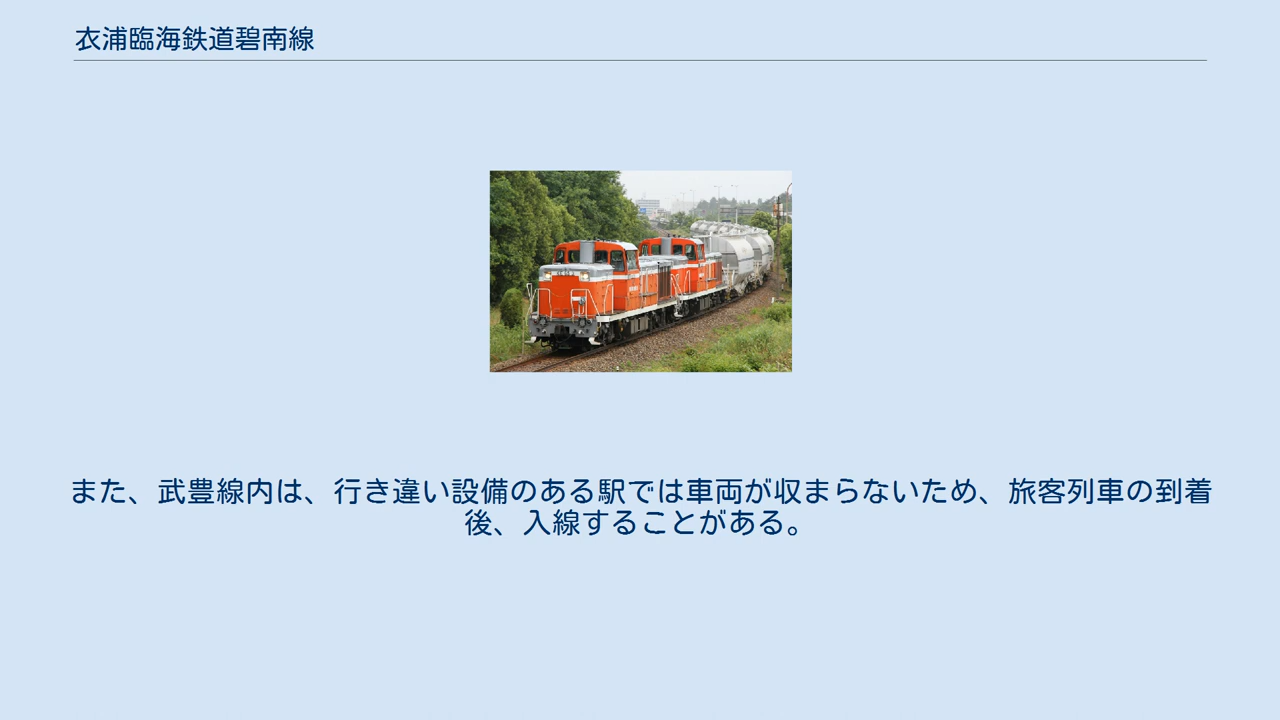 衣浦臨海鉄道碧南線
また、武豊線内は、行き違い設備のある駅では車両が収まらないため、旅客列車の到着
後、入線することがある。